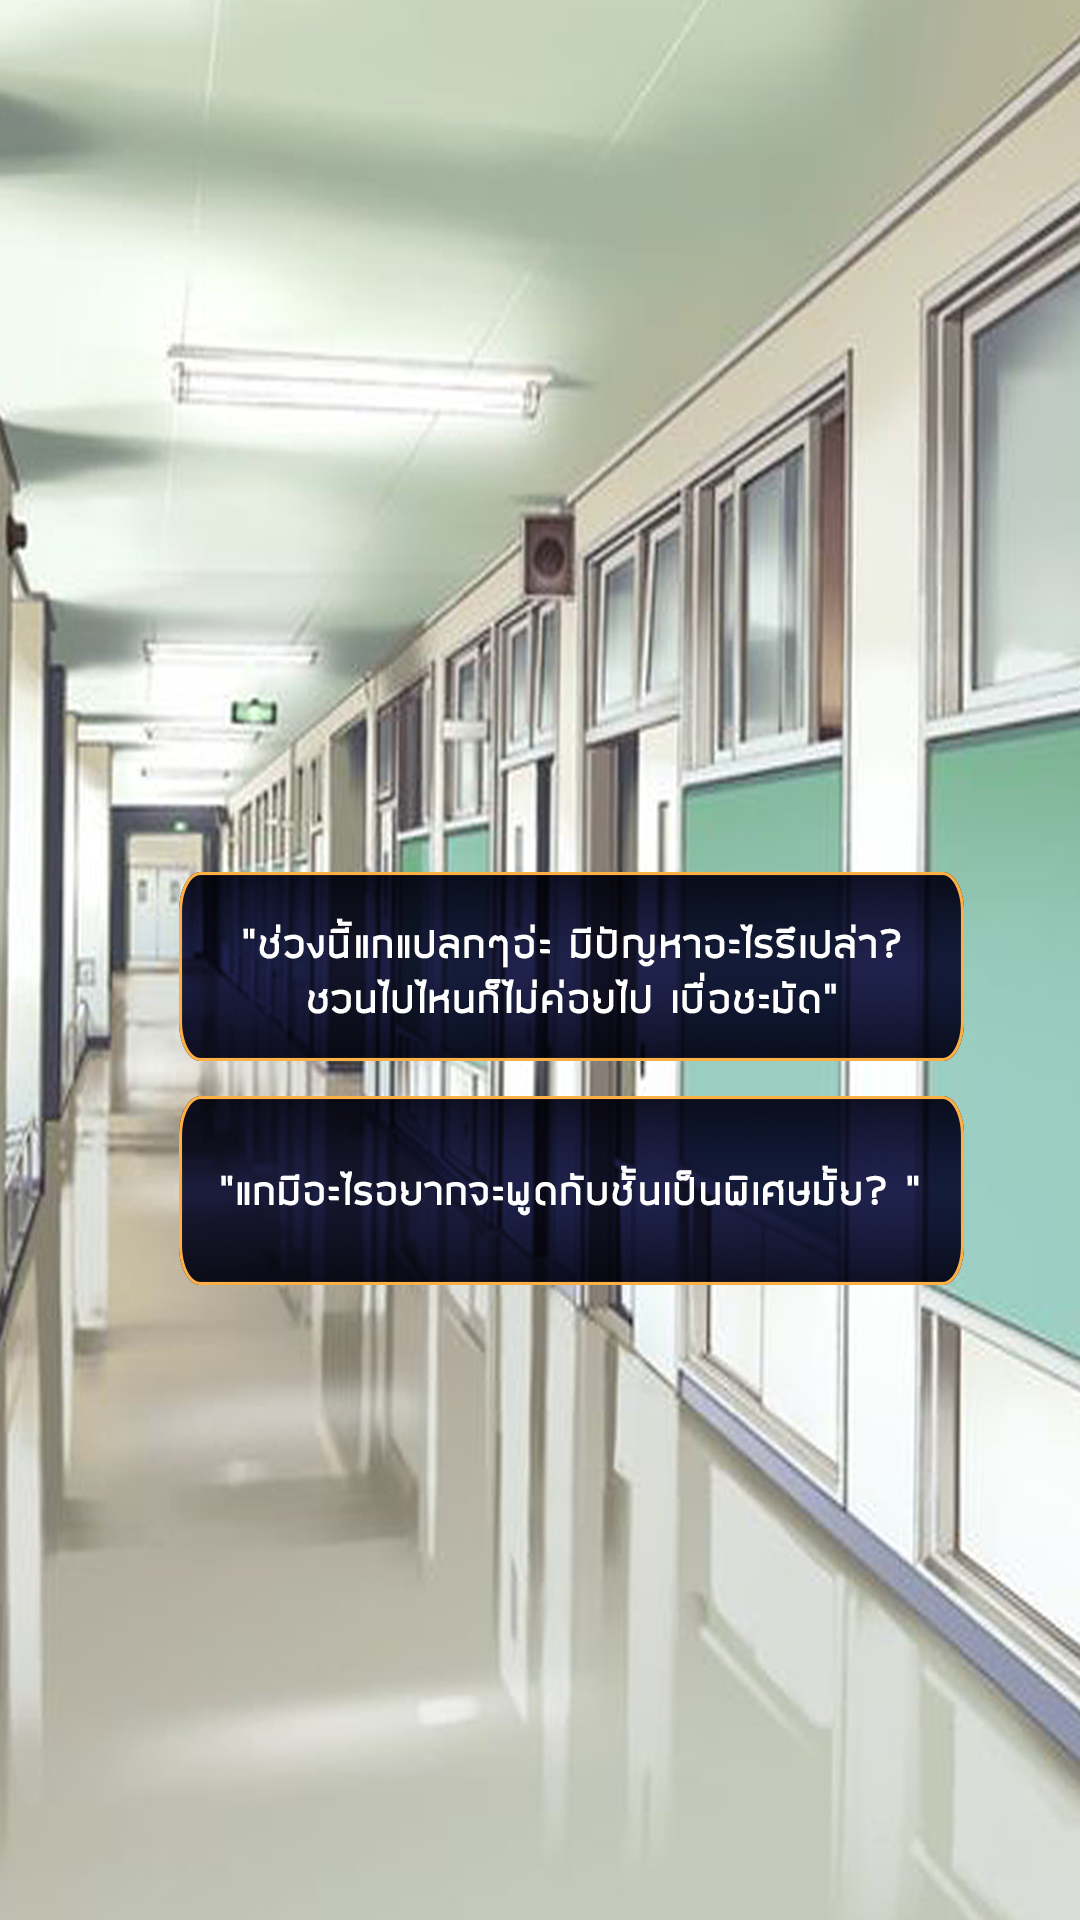 "ช่วงนี้แกแปลกๆอ่ะ มีปัญหาอะไรรึเปล่า?
ชวนไปไหนก็ไม่ค่อยไป เบื่อชะมัด"
"แกมีอะไรอยากจะพูดกับชั้นเป็นพิเศษมั้ย? "